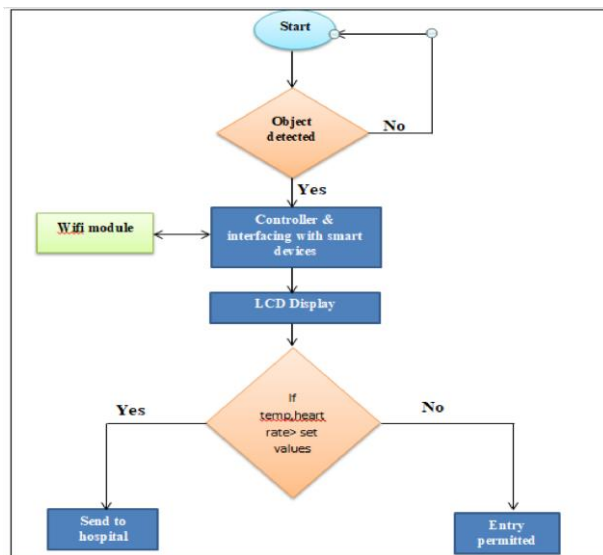 Start
Object
detected
No
Yes
Wifi module
Controller &
interfacing with smart
devices
LCD Display
If
temp,heart
rate> set
values
Yes
No
Send to
hospital
Entry
permitted